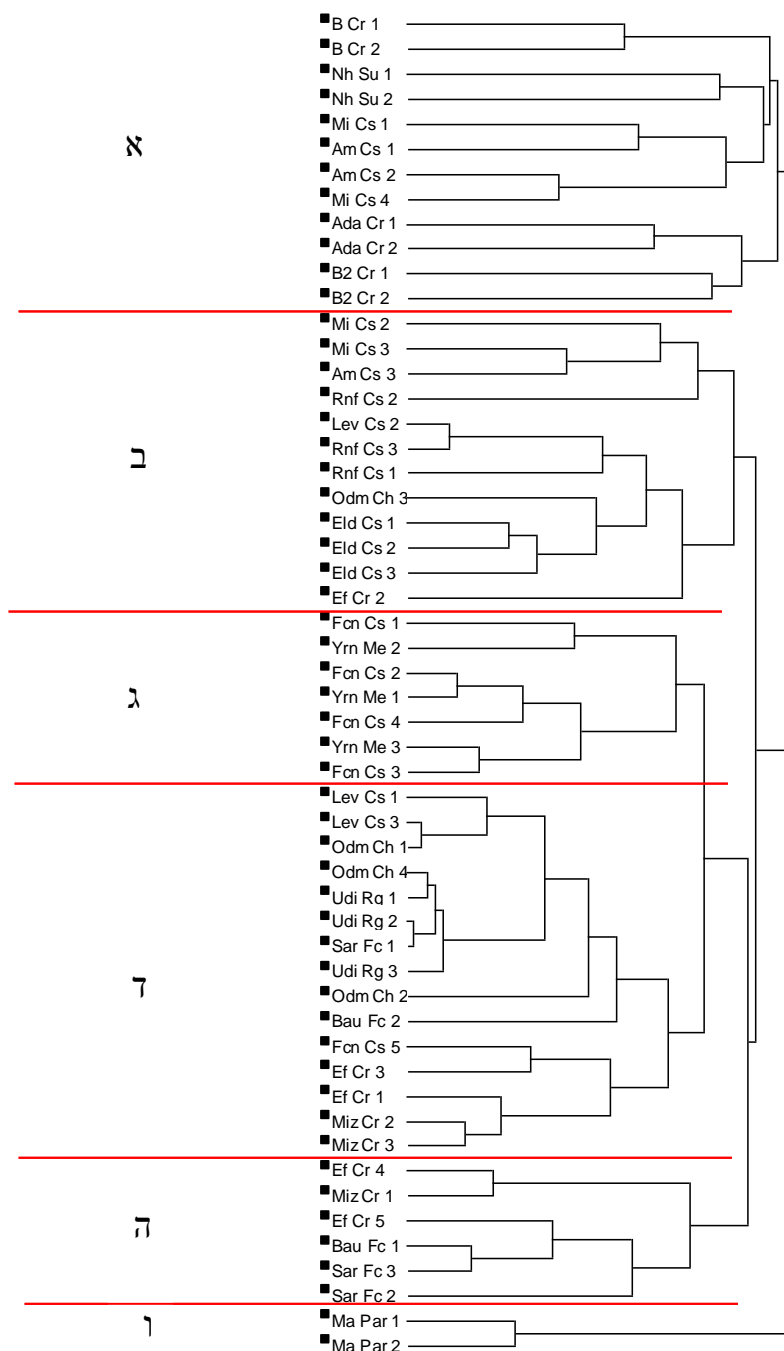 B Cr 1
B Cr 2
Nh Su 1
Nh Su 2
Mi Cs 1
א
Am Cs 1
Am Cs 2
Mi Cs 4
Ada Cr 1
Ada Cr 2
B2 Cr 1
B2 Cr 2
Mi Cs 2
Mi Cs 3
Am Cs 3
Rnf Cs 2
Lev Cs 2
Rnf Cs 3
ב
Rnf Cs 1
Odm Ch 3
Eld Cs 1
Eld Cs 2
Eld Cs 3
Ef Cr 2
Fcn Cs 1
Yrn Me 2
Fcn Cs 2
Yrn Me 1
ג
Fcn Cs 4
Yrn Me 3
Fcn Cs 3
Lev Cs 1
Lev Cs 3
Odm Ch 1
Odm Ch 4
Udi Rg 1
Udi Rg 2
Sar Fc 1
Udi Rg 3
ד
Odm Ch 2
Bau Fc 2
Fcn Cs 5
Ef Cr 3
Ef Cr 1
Miz Cr 2
Miz Cr 3
Ef Cr 4
Miz Cr 1
Ef Cr 5
ה
Bau Fc 1
Sar Fc 3
Sar Fc 2
Ma Par 1
ו
Ma Par 2